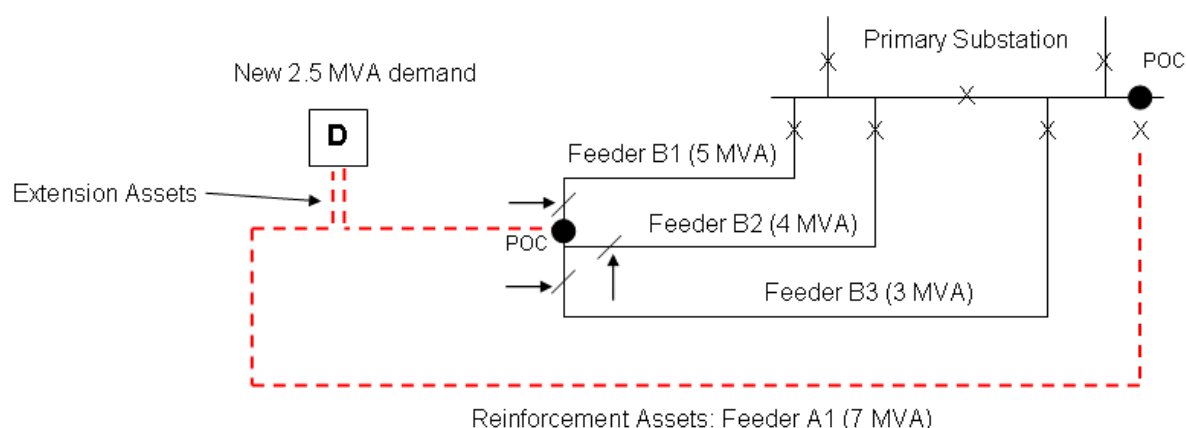 Primary Substation
POC
New 2.5 MVA demand
D
Feeder B1 (5 MVA)
Extension Assets
Feeder B2 (4 MVA)
POC
Feeder B3 (3 MVA)
Reinforcement Assets: Feeder A1 (7 MVA)